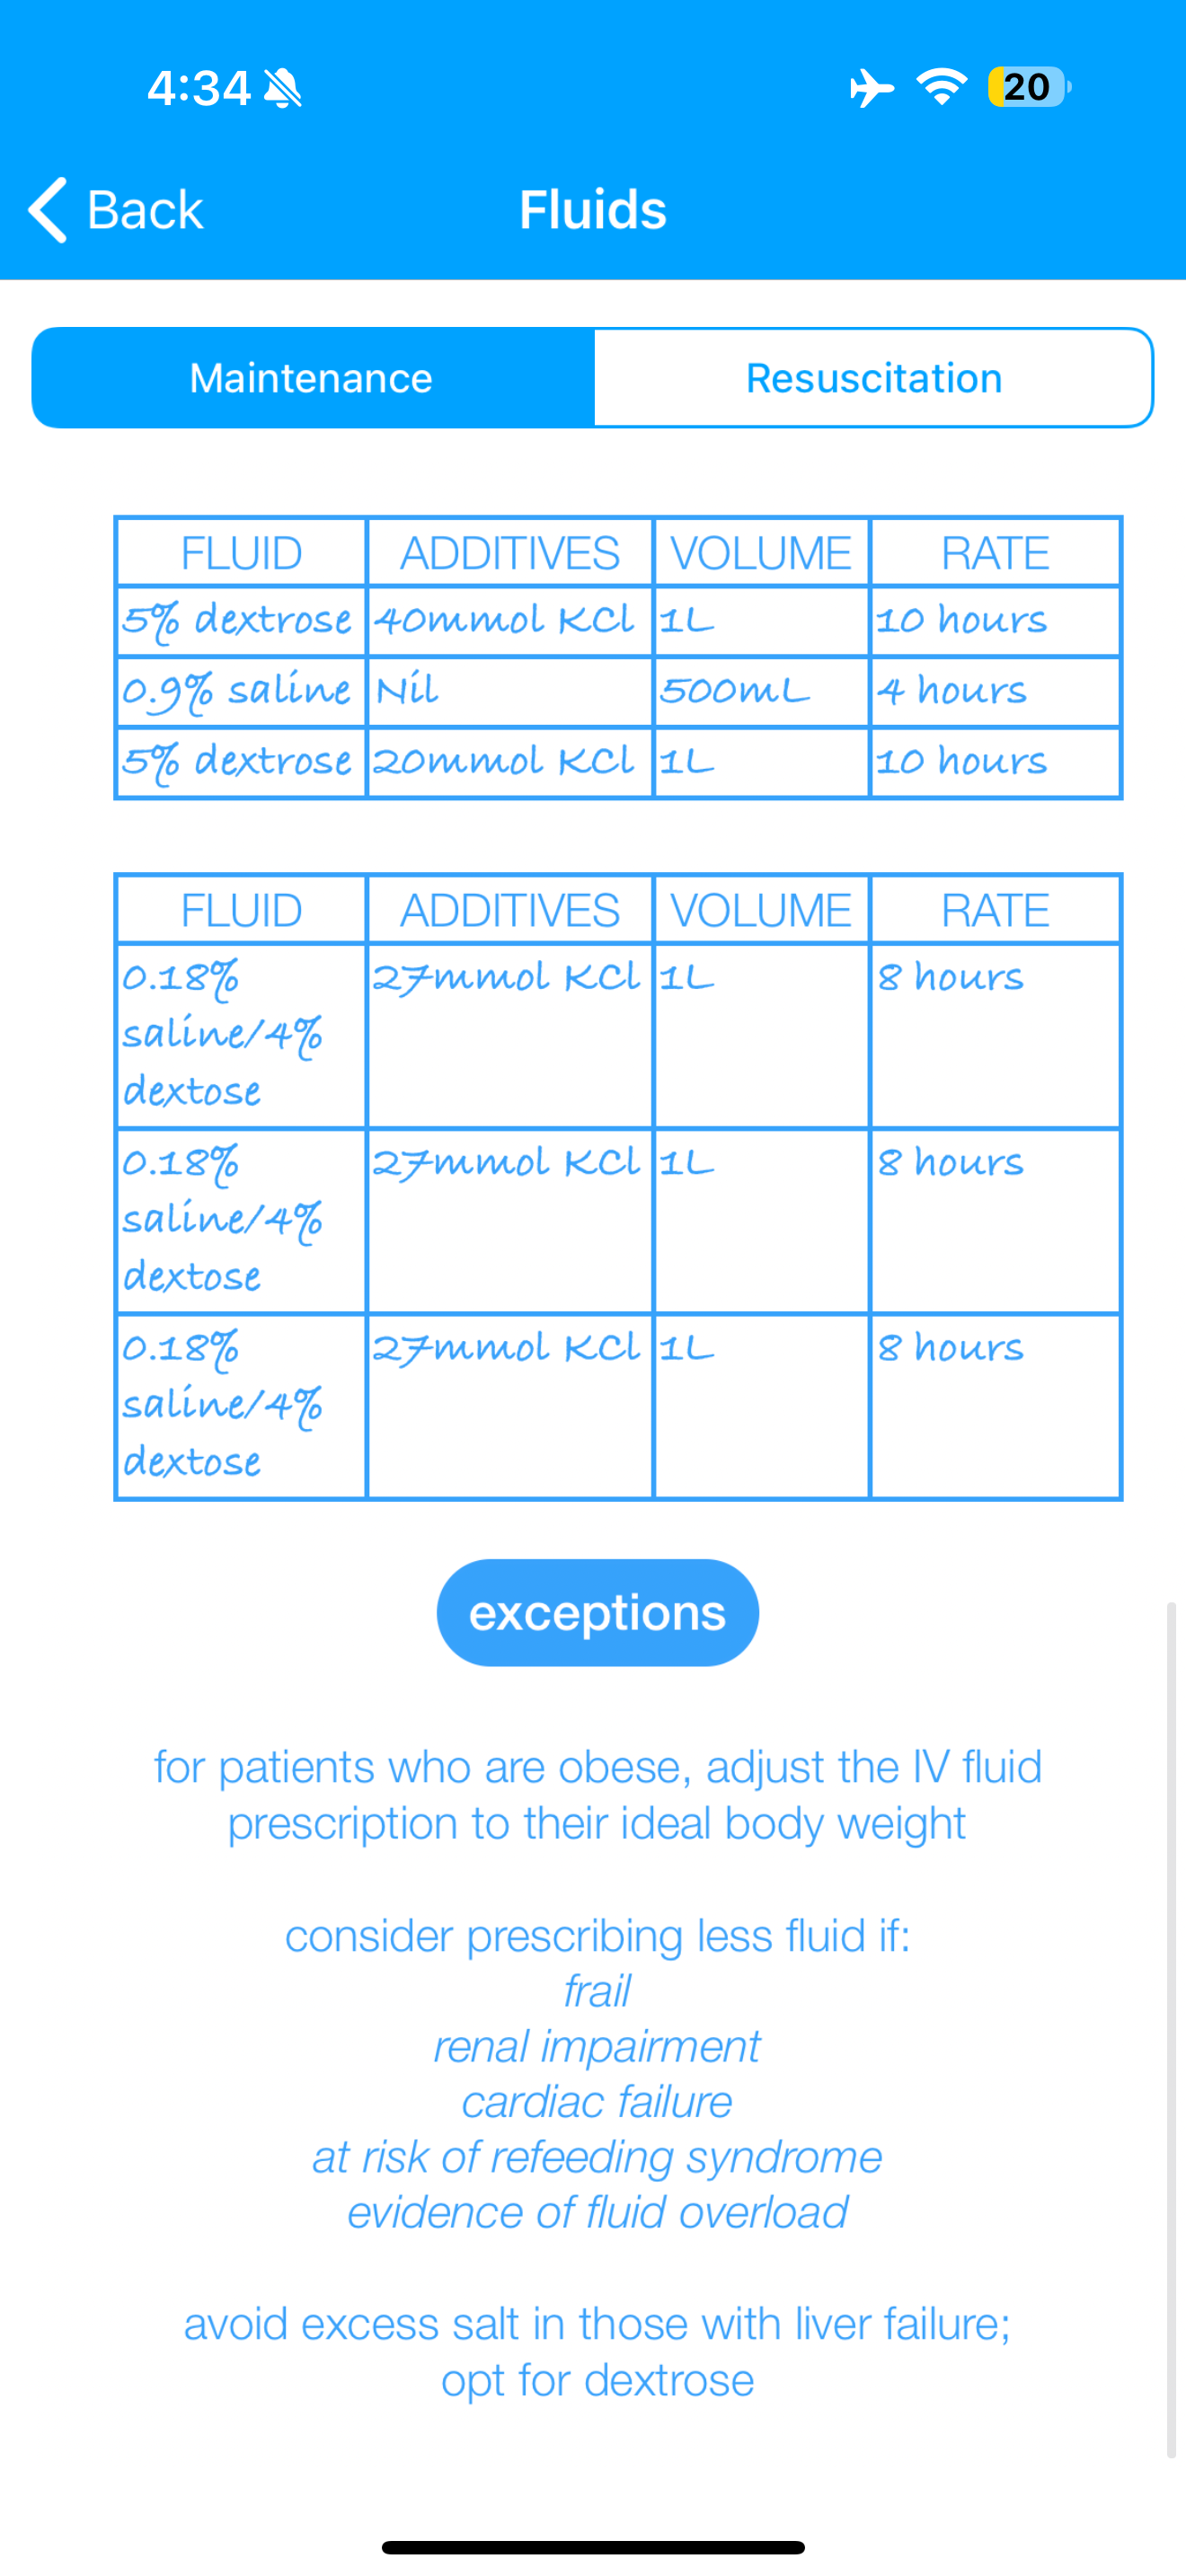 4:34
20
Back
Fluids
Maintenance
Resuscitation
FLUID ADDITIVES VOLUME RATE
5% dextrose 40mmol KCl 1L 10 hours
0.9% saline Nil 500mL 4 hours
5% dextrose 20mmol KCl 1L 10 hours
FLUID ADDITIVES VOLUME RATE
0.18% 27mmol KCl 1L 8 hours
saline/4%
dextose
0.18% 27mmol KCl 1L 8 hours
saline/4%
dextose
0.18% 27mmol KCl 1L 8 hours
saline/4%
dextose
exceptions
for patients who are obese, adjust the IV fluid
prescription to their ideal body weight
consider prescribing less fluid if:
frail
renal impairment
cardiac failure
at risk of refeeding syndrome
evidence of fluid overload
avoid excess salt in those with liver failure;
opt for dextrose